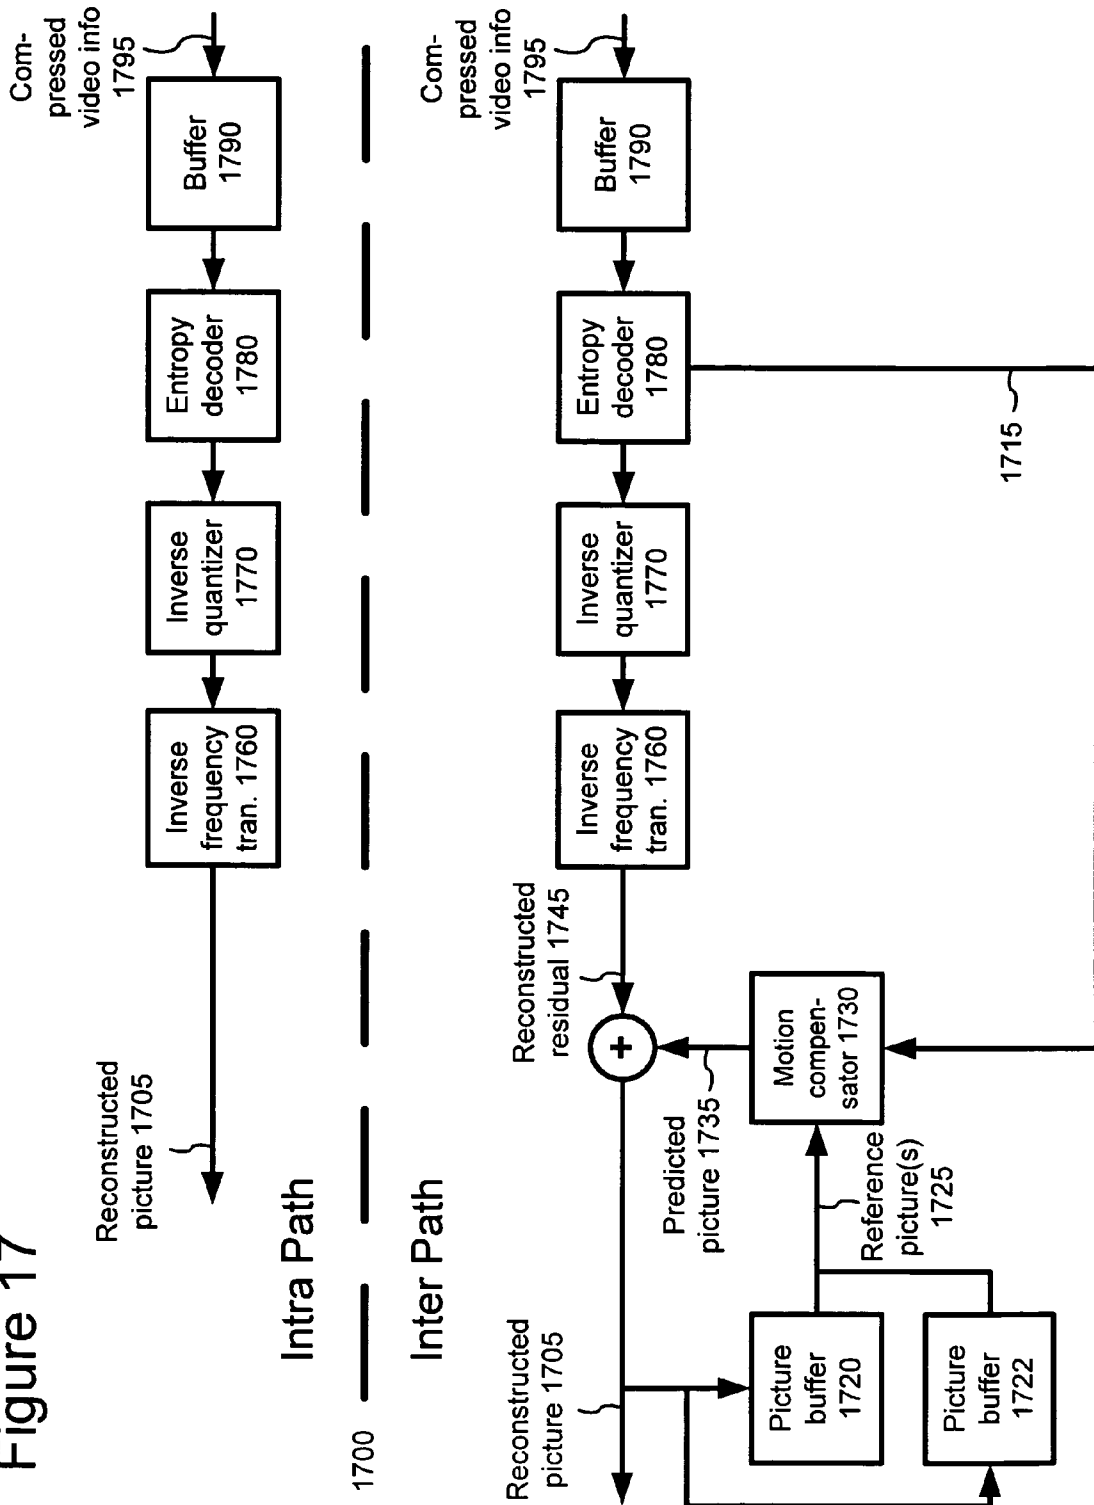 Figure 17
Com-
pressed
video info
1795
Buffer
1790
Entropy
decoder
1780
Inverse
quantizer
1770
Inverse
frequency
tran. 1760
Reconstructed
picture 1705
Intra Path
1700
Inter Path
Com-
pressed
video info
1795
Buffer
1790
Entropy
decoder
1780
Inverse
quantizer
1770
Inverse
frequency
tran. 1760
Reconstructed
residual 1745
+
Reconstructed
picture 1705
1715
Predicted
picture 1735
Motion
compen-
sator 1730
Reference
picture(s)
1725
Picture
buffer
1720
Picture
buffer
1722